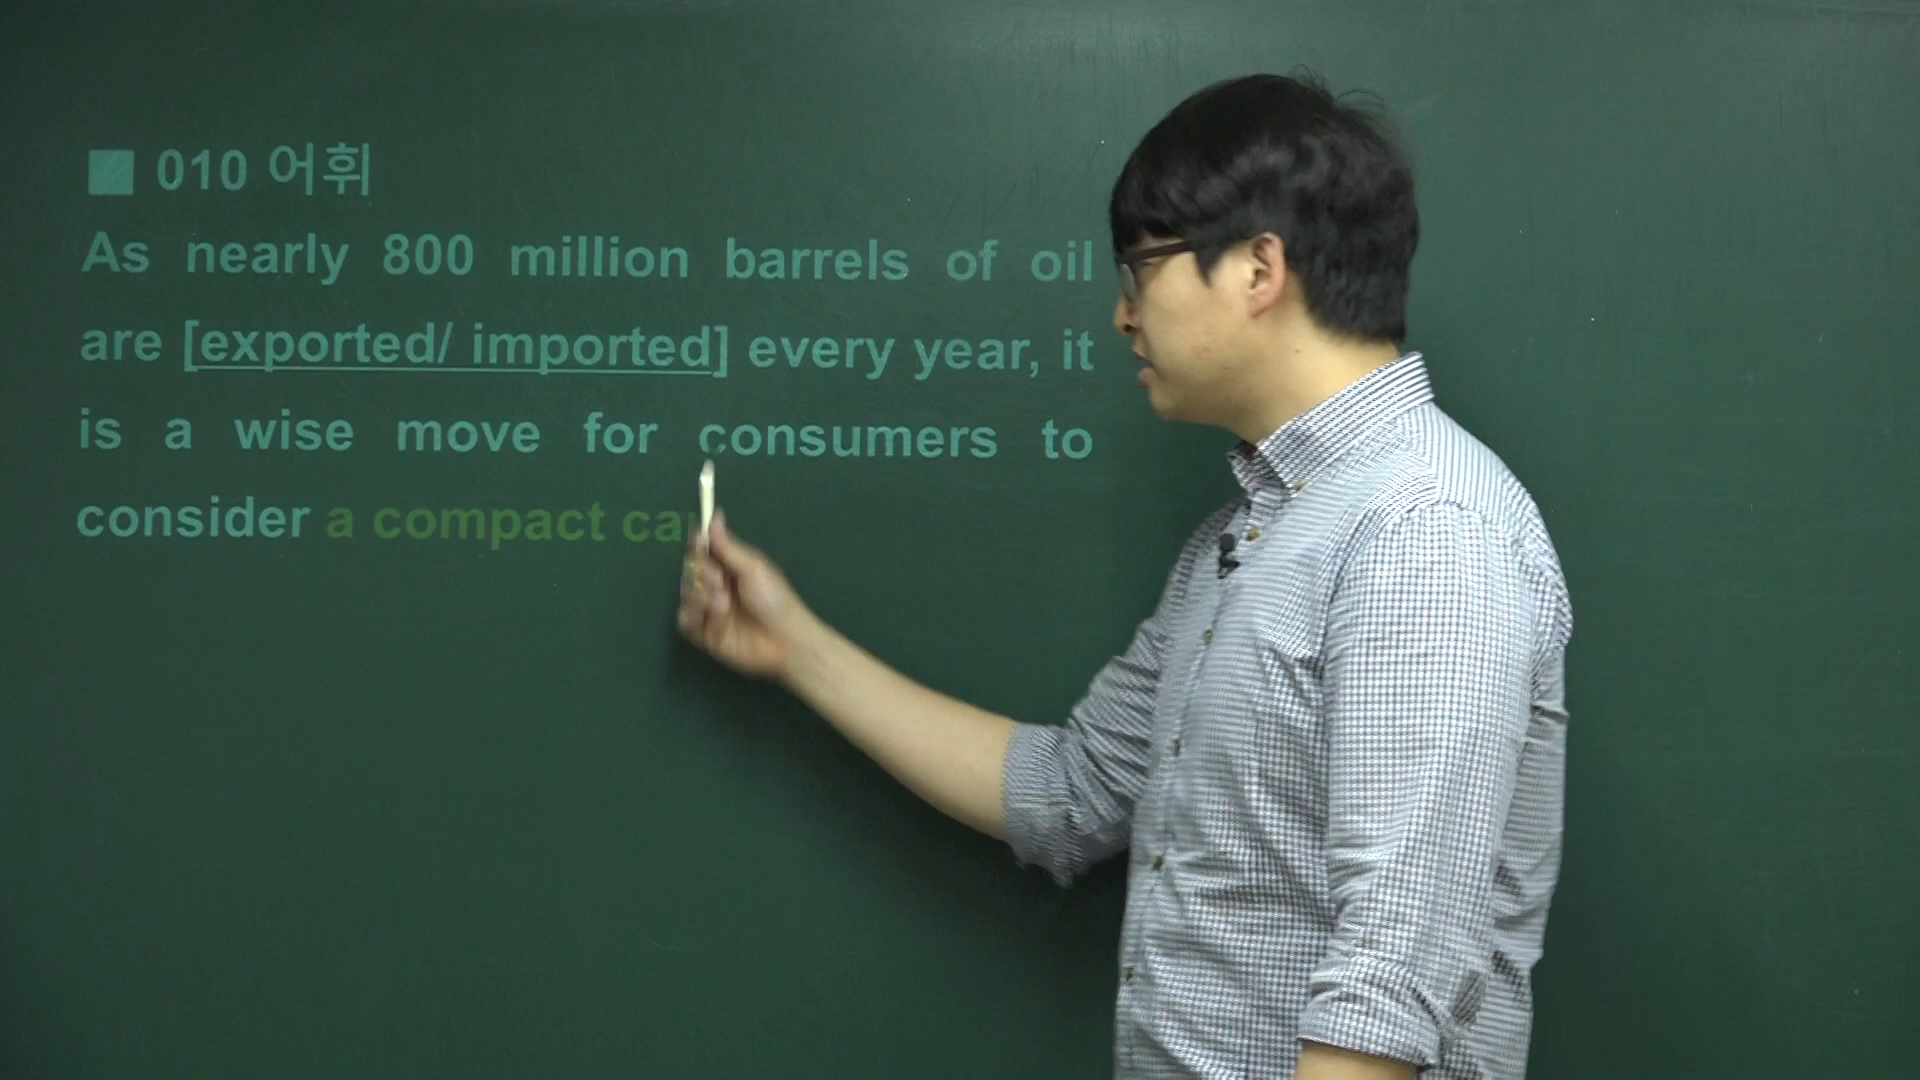 ■ 010 어휘
As nearly 800 million barrels of oil
are [exported/ imported] every year, it
is a wise move for consumers to
consider a compact